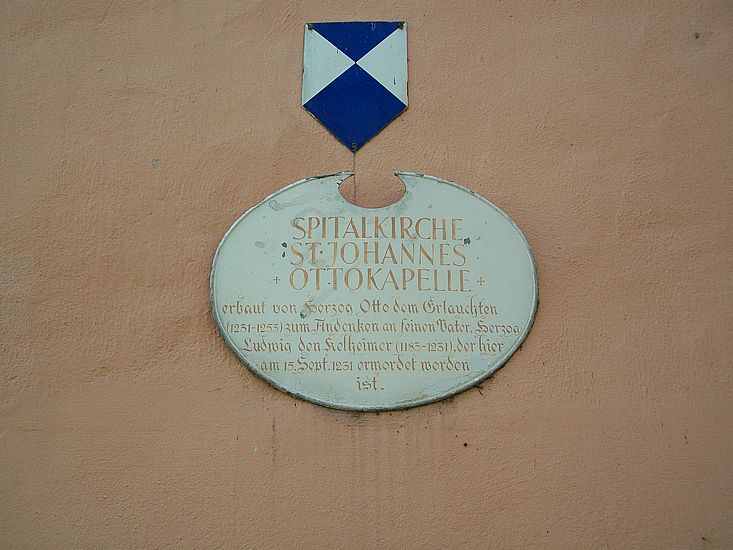 SPITALKIRCHE
ST. JOHANNES
+ OTTOKAPELLE +
erbaut von Herzog Otto dem Erlauchten
(1231-1253) zum Andenken an seinen Vater, Herzog
Ludwig den Kelheimer (1183-1231), der hier
am 15. Sept. 1231 ermordet worden
ist.